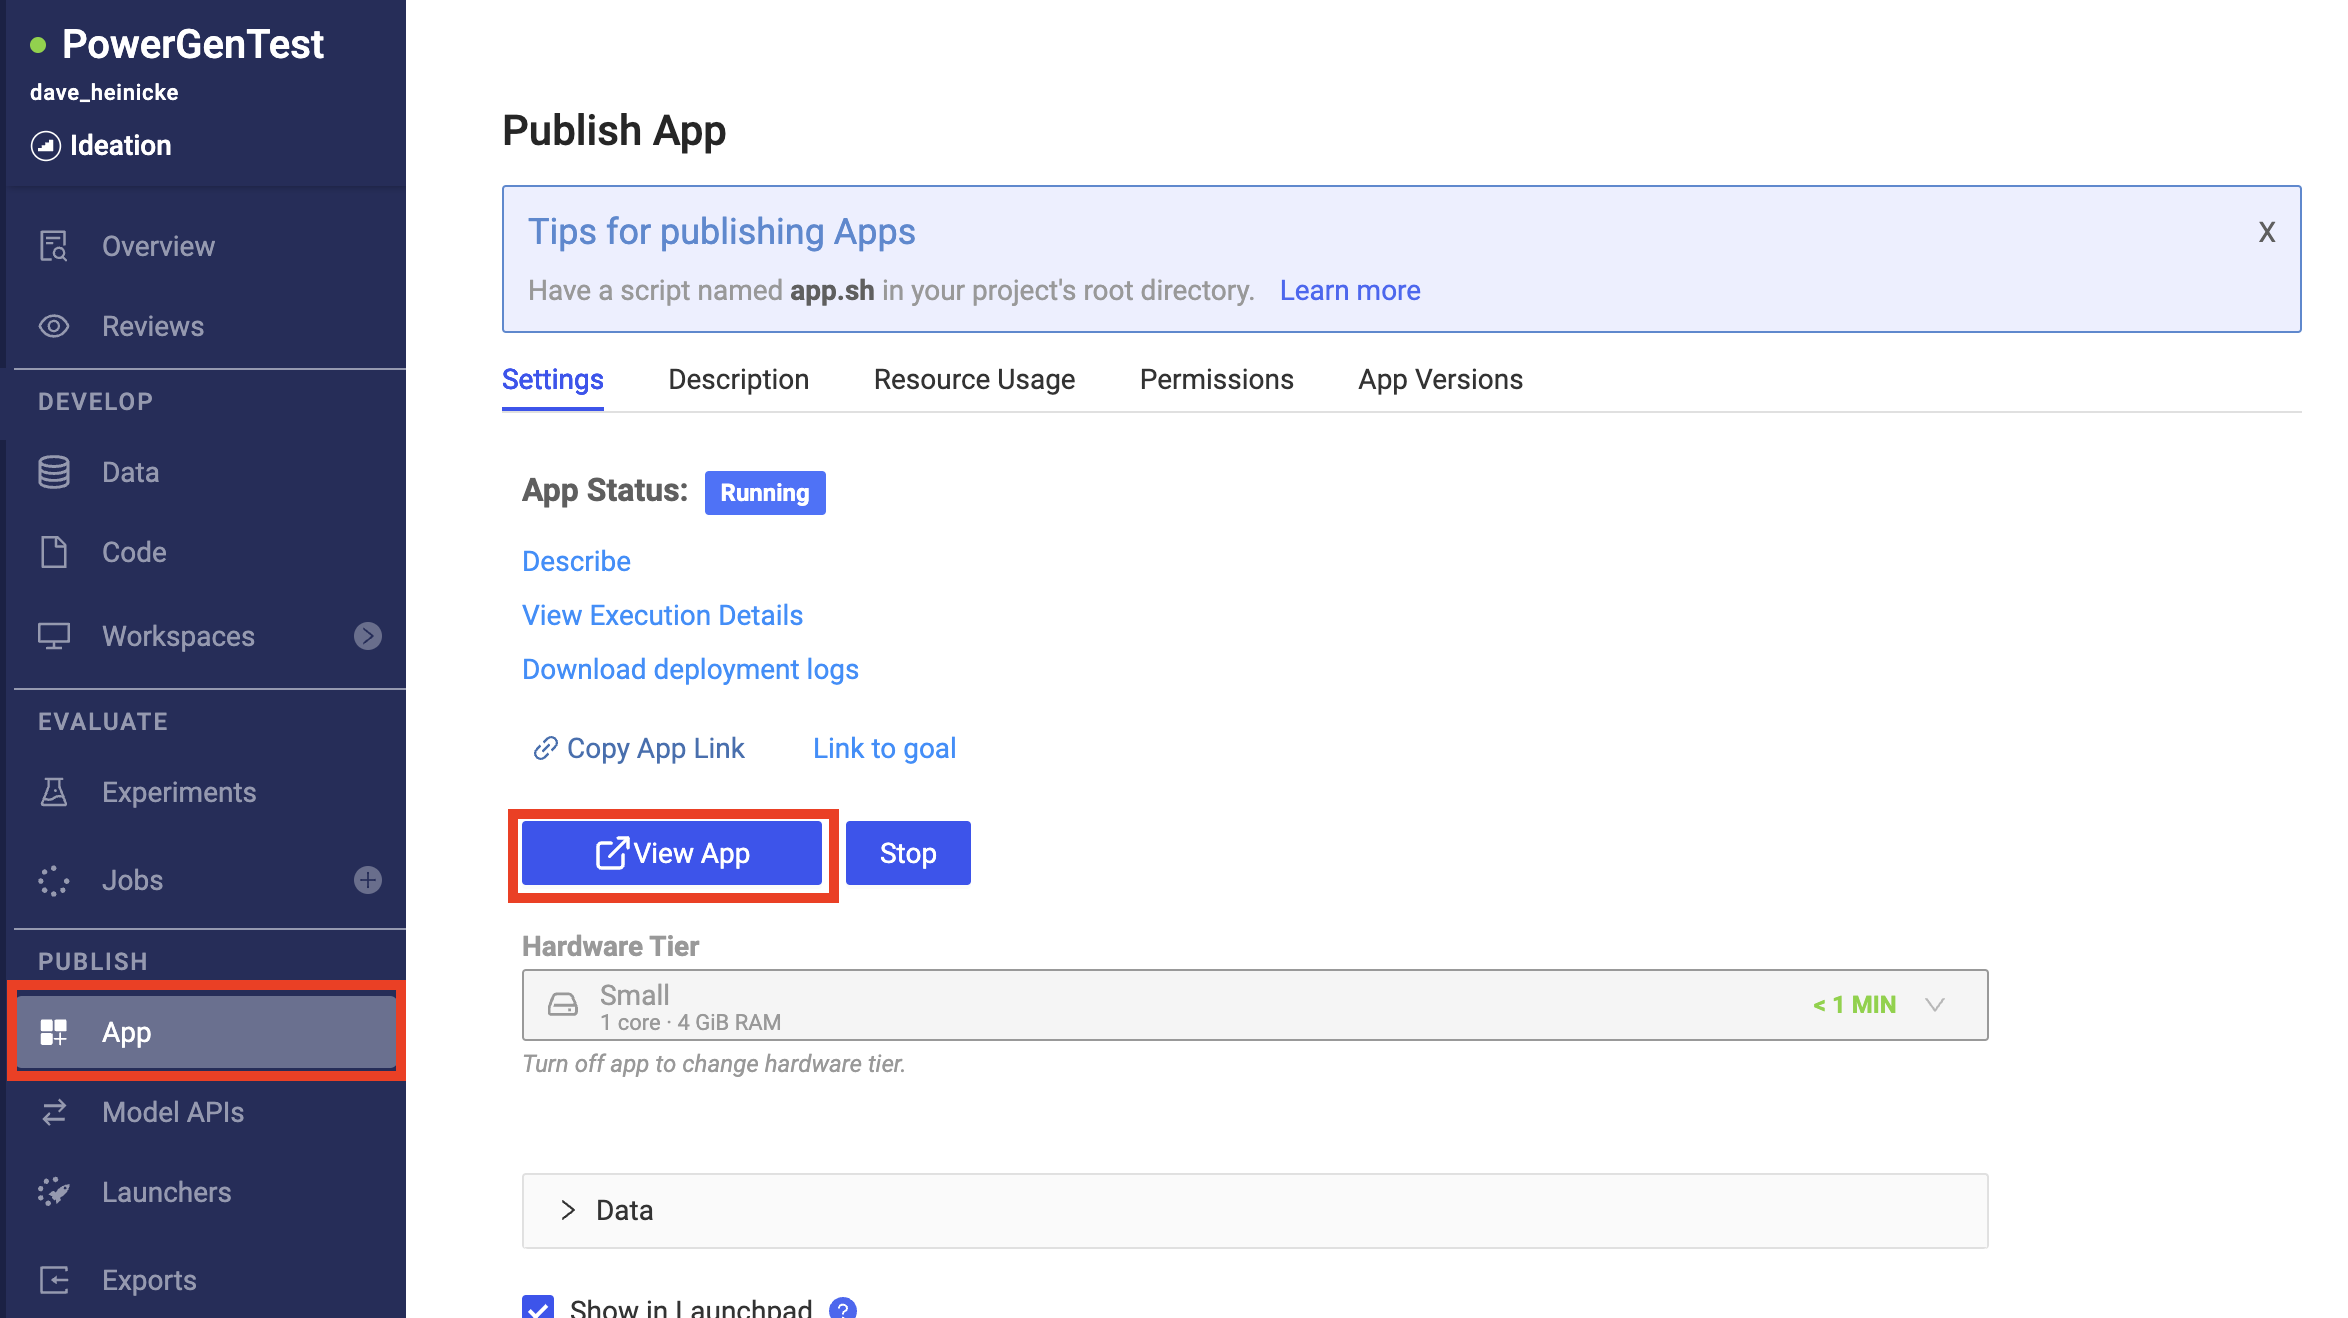 PowerGenTest
dave_heinicke
Ideation
Overview
Reviews
DEVELOP
Data
Code
Workspaces
EVALUATE
Experiments
Jobs
PUBLISH
App
Model APIs
Launchers
Exports
Publish App
Tips for publishing Apps
X
Have a script named app.sh in your project's root directory. Learn more
Settings Description Resource Usage Permissions App Versions
App Status: Running
Describe
View Execution Details
Download deployment logs
Copy App Link Link to goal
View App Stop
Hardware Tier
Small
1 core · 4 GiB RAM
< 1 MIN
Turn off app to change hardware tier.
Data
Show in Launchpad ?